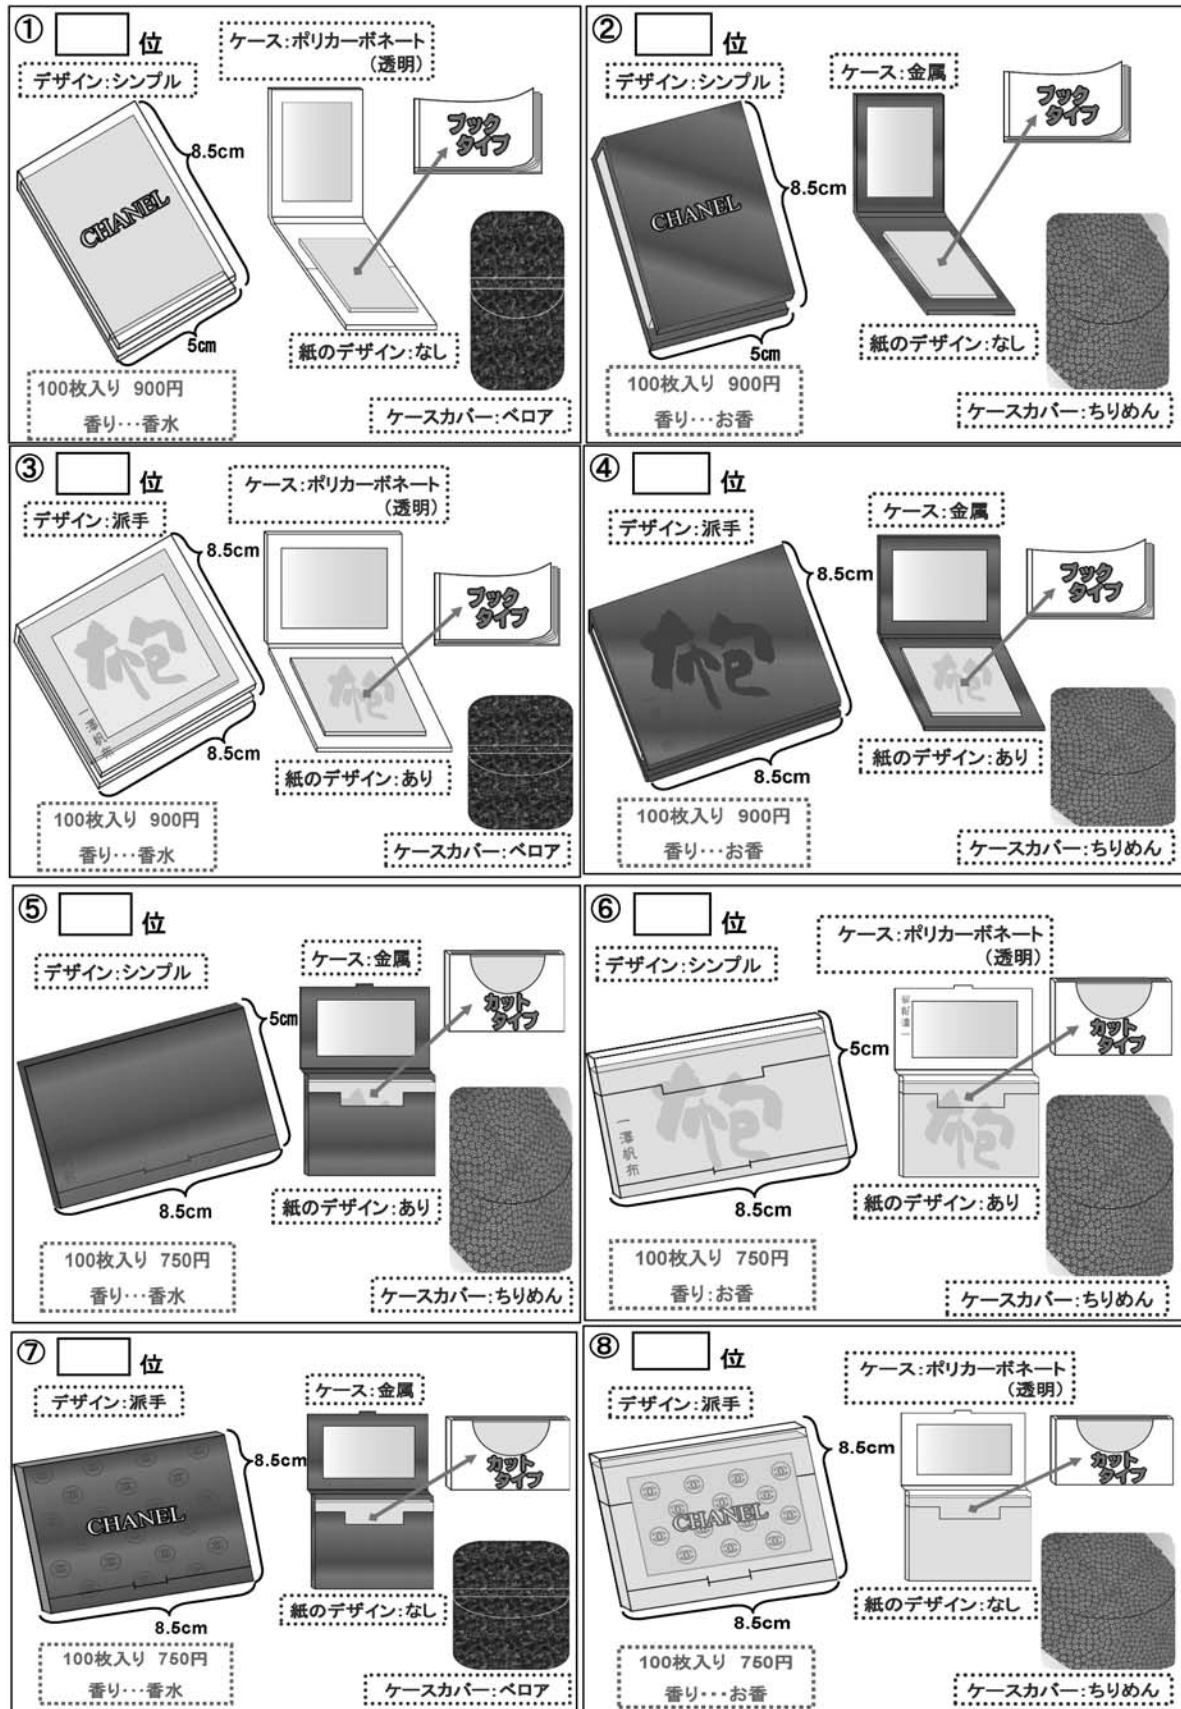 ① 位
デザイン:シンプル
ケース:ポリカーボネート
(透明)
ブック
タイプ
CHANEL
8.5cm
5cm
紙のデザイン:なし
100枚入り 900円
香り・・・香水
ケースカバー:ベロア
② 位
デザイン:シンプル
ケース:金属
ブック
タイプ
CHANEL
8.5cm
5cm
紙のデザイン:なし
100枚入り 900円
香り・・・お香
ケースカバー:ちりめん
③ 位
デザイン:派手
ケース:ポリカーボネート
(透明)
8.5cm
ブック
タイプ
一澤帆布
8.5cm
紙のデザイン:あり
100枚入り 900円
香り・・・香水
ケースカバー:ベロア
④ 位
デザイン:派手
ケース:金属
8.5cm
ブック
タイプ
8.5cm
紙のデザイン:あり
100枚入り 900円
香り・・・お香
ケースカバー:ちりめん
⑤ 位
デザイン:シンプル
ケース:金属
カット
タイプ
5cm
8.5cm
紙のデザイン:あり
100枚入り 750円
香り・・・香水
ケースカバー:ちりめん
⑥ 位
デザイン:シンプル
ケース:ポリカーボネート
(透明)
カット
タイプ
5cm
一澤帆布
8.5cm
紙のデザイン:あり
100枚入り 750円
香り:お香
ケースカバー:ちりめん
⑦ 位
デザイン:派手
ケース:金属
カット
タイプ
8.5cm
CHANEL
8.5cm
紙のデザイン:なし
100枚入り 750円
香り・・・香水
ケースカバー:ベロア
⑧ 位
デザイン:派手
ケース:ポリカーボネート
(透明)
カット
タイプ
8.5cm
CHANEL
8.5cm
紙のデザイン:なし
100枚入り 750円
香り・・・お香
ケースカバー:ちりめん